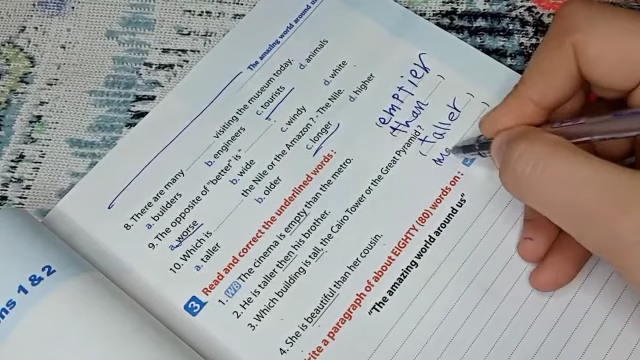 The amazing world around us
8. There are many visiting the museum today.
a. builders b. engineers c. tourists d. animals
9. The opposite of "better" is " ".
a. worse b. wide c. windy d. white
10. Which is the Nile or the Amazon? - The Nile.
a. taller b. older c. longer d. higher
3 Read and correct the underlined words:
1. WB The cinema is empty than the metro. (emptier)
2. He is taller then his brother. (than)
3. Which building is tall, the Cairo Tower or the Great Pyramid? (taller)
4. She is beautiful than her cousin.
rite a paragraph of about EIGHTY (80) words on:
"The amazing world around us"
ns 1 & 2